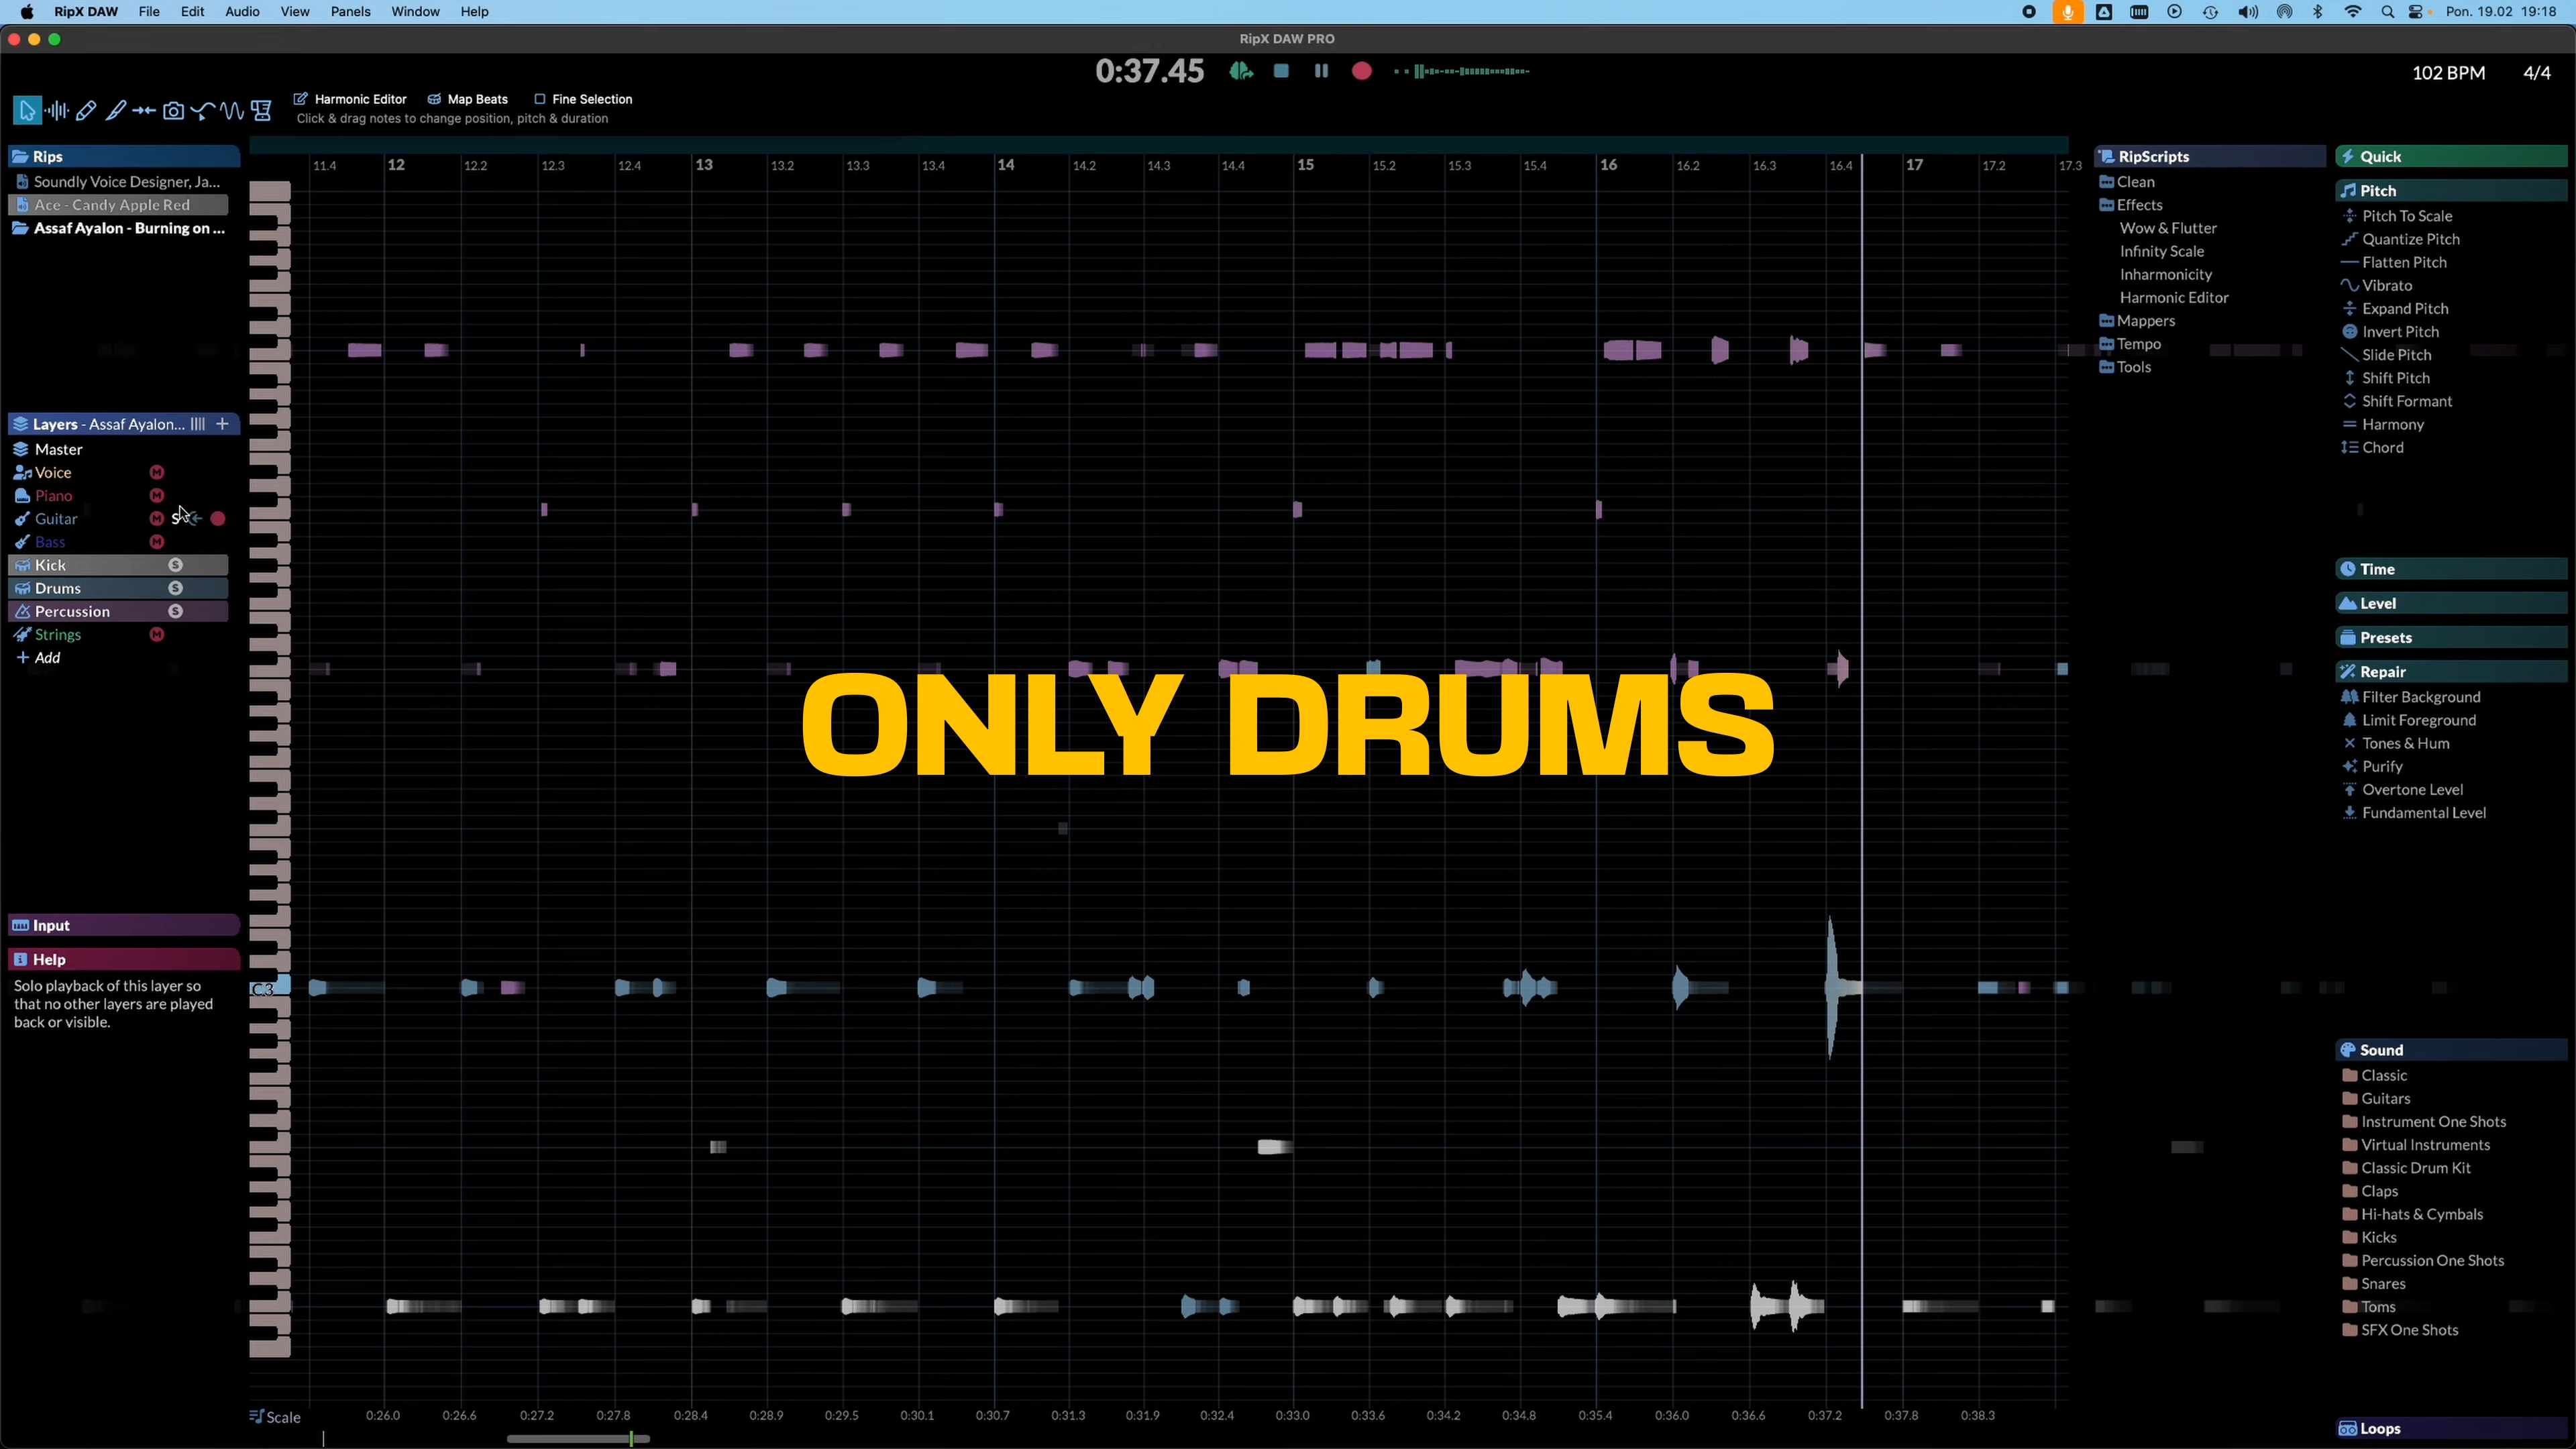 RipX DAW File Edit Audio View Panels Window Help Pon. 19.02 19:18
RipX DAW PRO
0:37.45
102 BPM 4/4
Harmonic Editor Map Beats Fine Selection
Click & drag notes to change position, pitch & duration
Rips
Soundly Voice Designer, Ja...
Ace - Candy Apple Red
Assaf Ayalon - Burning on ...
11.4 12 12.2 12.3 12.4 13 13.2 13.3 13.4 14 14.2 14.3 14.4 15 15.2 15.3 15.4 16 16.2 16.3 16.4 17 17.2 17.3
Layers - Assaf Ayalon...
Master
Voice M
Piano M
Guitar M S
Bass M
Kick S
Drums S
Percussion S
Strings M
Add
ONLY DRUMS
Input
Help
Solo playback of this layer so
that no other layers are played
back or visible.
C3
Scale
0:26.0 0:26.6 0:27.2 0:27.8 0:28.4 0:28.9 0:29.5 0:30.1 0:30.7 0:31.3 0:31.9 0:32.4 0:33.0 0:33.6 0:34.2 0:34.8 0:35.4 0:36.0 0:36.6 0:37.2 0:37.8 0:38.3
RipScripts
Clean
Effects
Wow & Flutter
Infinity Scale
Inharmonicity
Harmonic Editor
Mappers
Tempo
Tools
Quick
Pitch
Pitch To Scale
Quantize Pitch
Flatten Pitch
Vibrato
Expand Pitch
Invert Pitch
Slide Pitch
Shift Pitch
Shift Formant
Harmony
Chord
Time
Level
Presets
Repair
Filter Background
Limit Foreground
Tones & Hum
Purify
Overtone Level
Fundamental Level
Sound
Classic
Guitars
Instrument One Shots
Virtual Instruments
Classic Drum Kit
Claps
Hi-hats & Cymbals
Kicks
Percussion One Shots
Snares
Toms
SFX One Shots
Loops